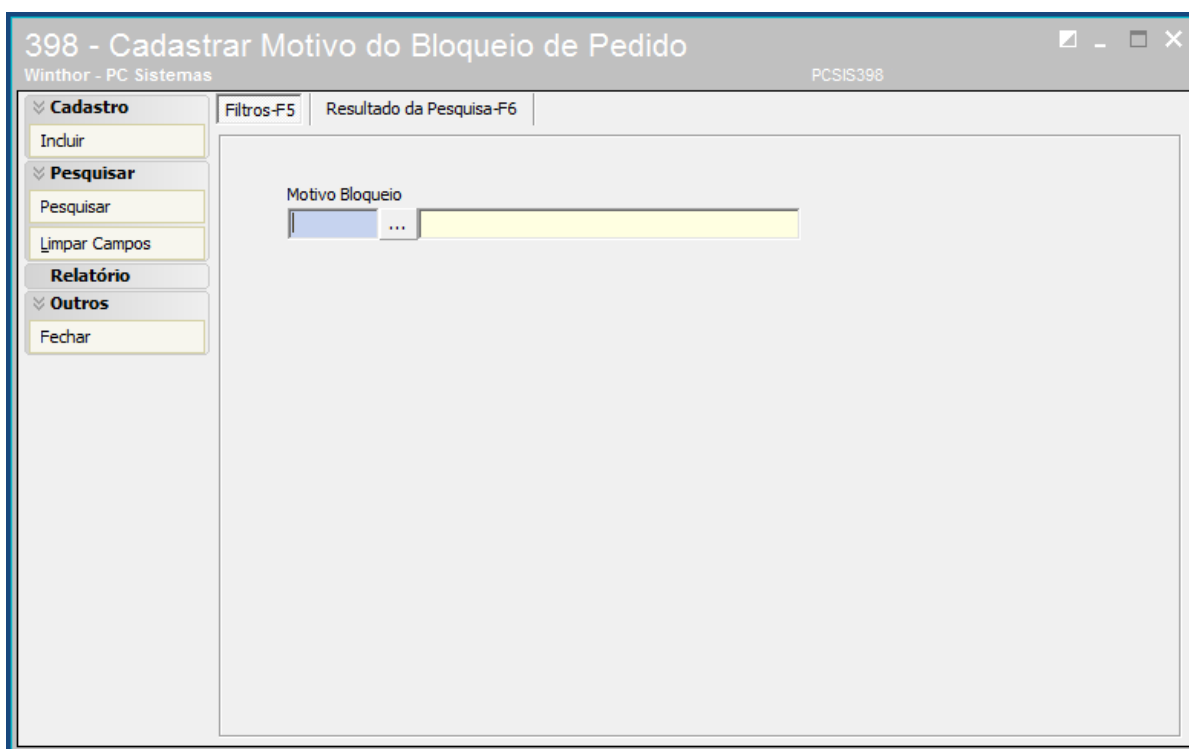 398 - Cadastrar Motivo do Bloqueio de Pedido
Winthor - PC Sistemas PCSIS398
Cadastro
Incluir
Pesquisar
Pesquisar
Limpar Campos
Relatório
Outros
Fechar
Filtros-F5 Resultado da Pesquisa-F6
Motivo Bloqueio
...